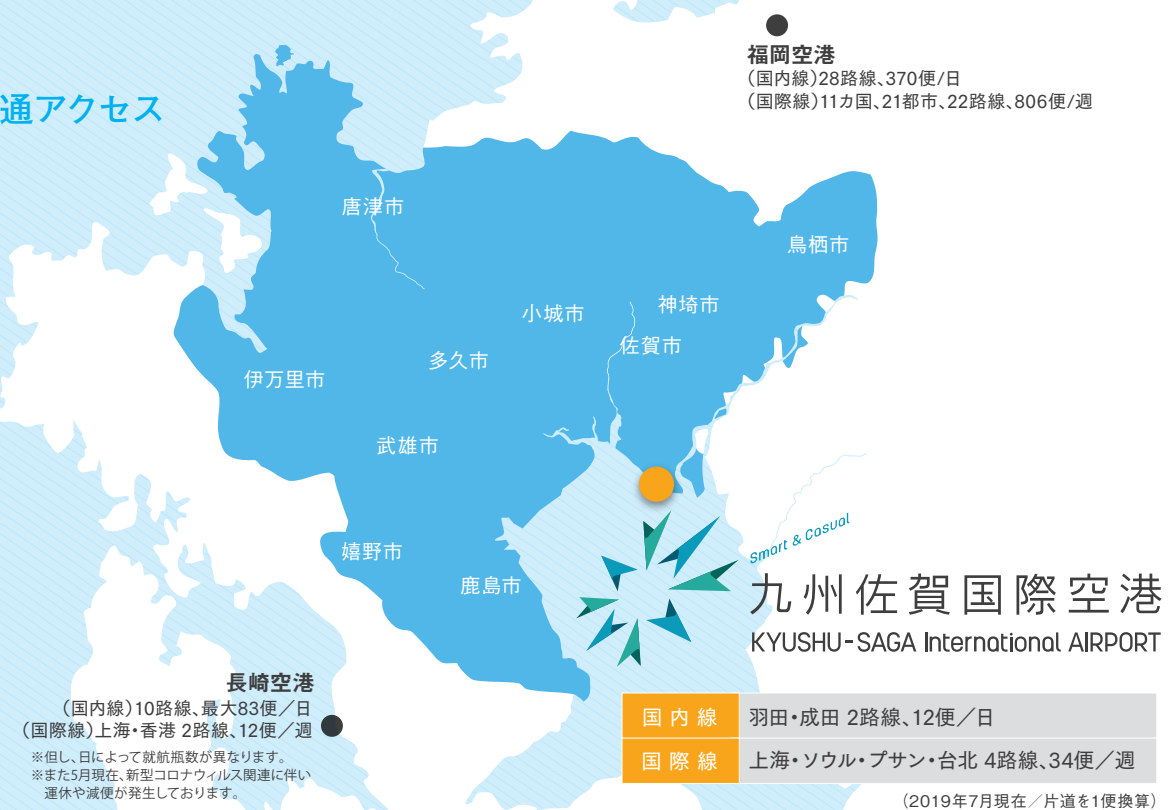 通アクセス
福岡空港
(国内線)28路線、370便/日
(国際線)11カ国、21都市、22路線、806便/週
唐津市
鳥栖市
小城市
神埼市
佐賀市
多久市
伊万里市
武雄市
嬉野市
鹿島市
Smart & Casual
九州佐賀国際空港
KYUSHU-SAGA International AIRPORT
長崎空港
(国内線)10路線、最大83便／日
(国際線)上海・香港 2路線、12便／週
※但し、日によって就航瓶数が異なります。
※また5月現在、新型コロナウィルス関連に伴い
運休や減便が発生しております。
国内線 羽田・成田 2路線、12便／日
国際線 上海・ソウル・プサン・台北 4路線、34便／週
(2019年7月現在／片道を1便換算)